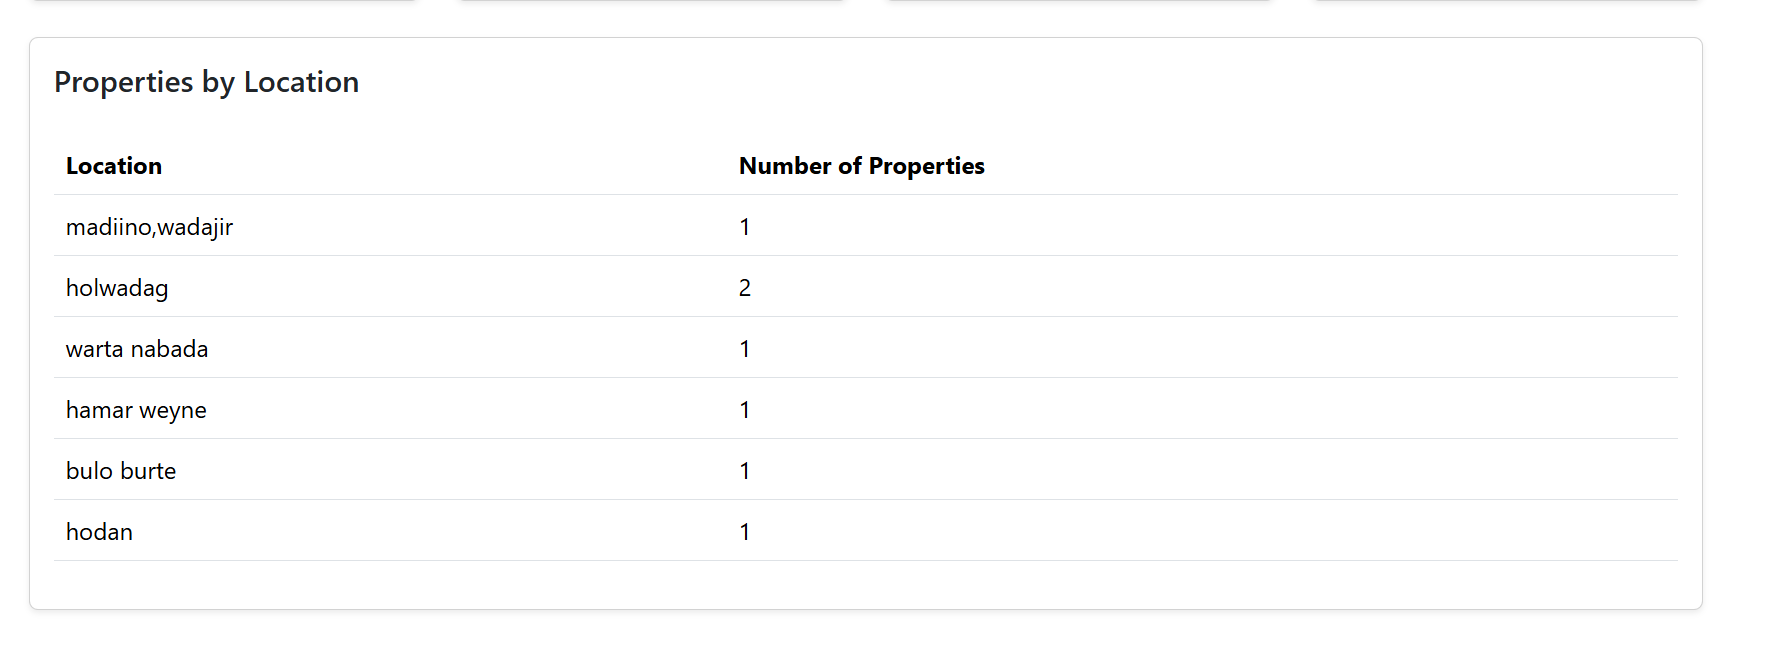 Properties by Location
Location Number of Properties
madiino,wadajir 1
holwadag 2
warta nabada 1
hamar weyne 1
bulo burte 1
hodan 1